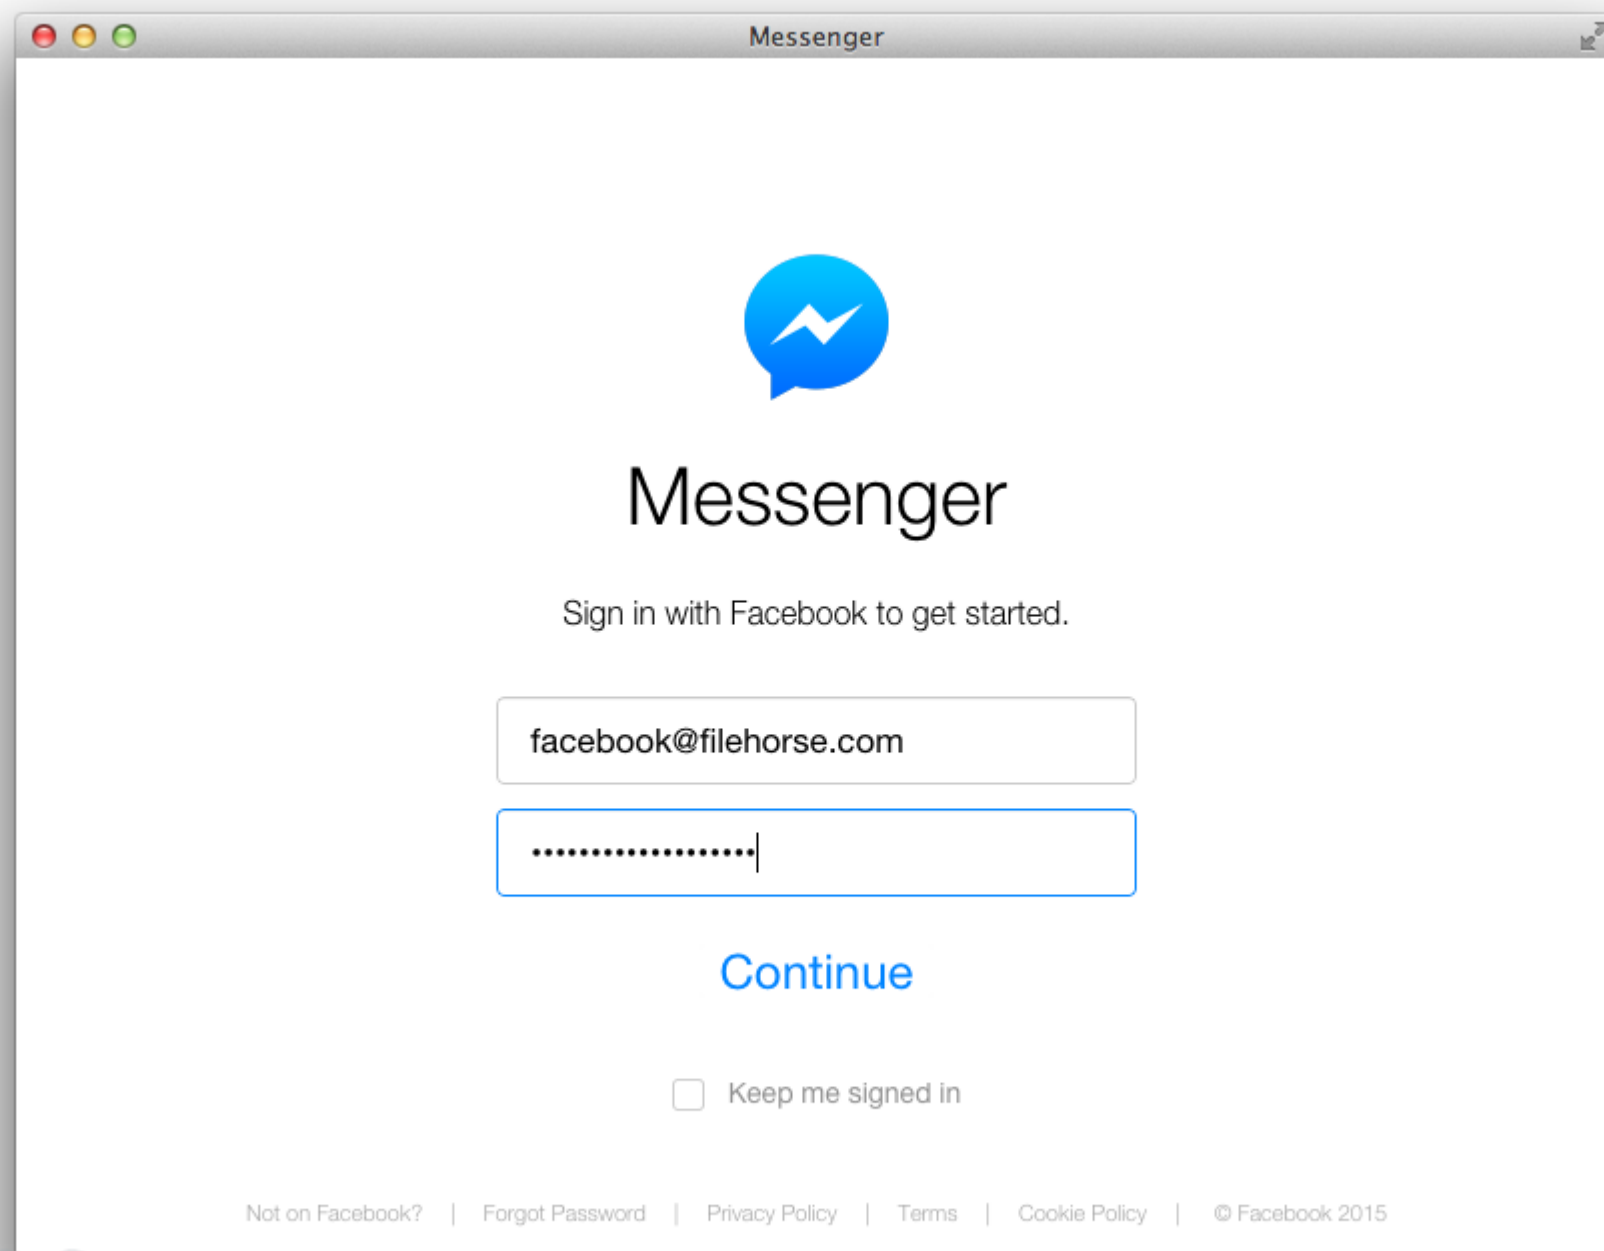 Messenger
Messenger
Sign in with Facebook to get started.
facebook@filehorse.com
•••••••••••••••••••
Continue
Keep me signed in
Not on Facebook? | Forgot Password | Privacy Policy | Terms | Cookie Policy | © Facebook 2015